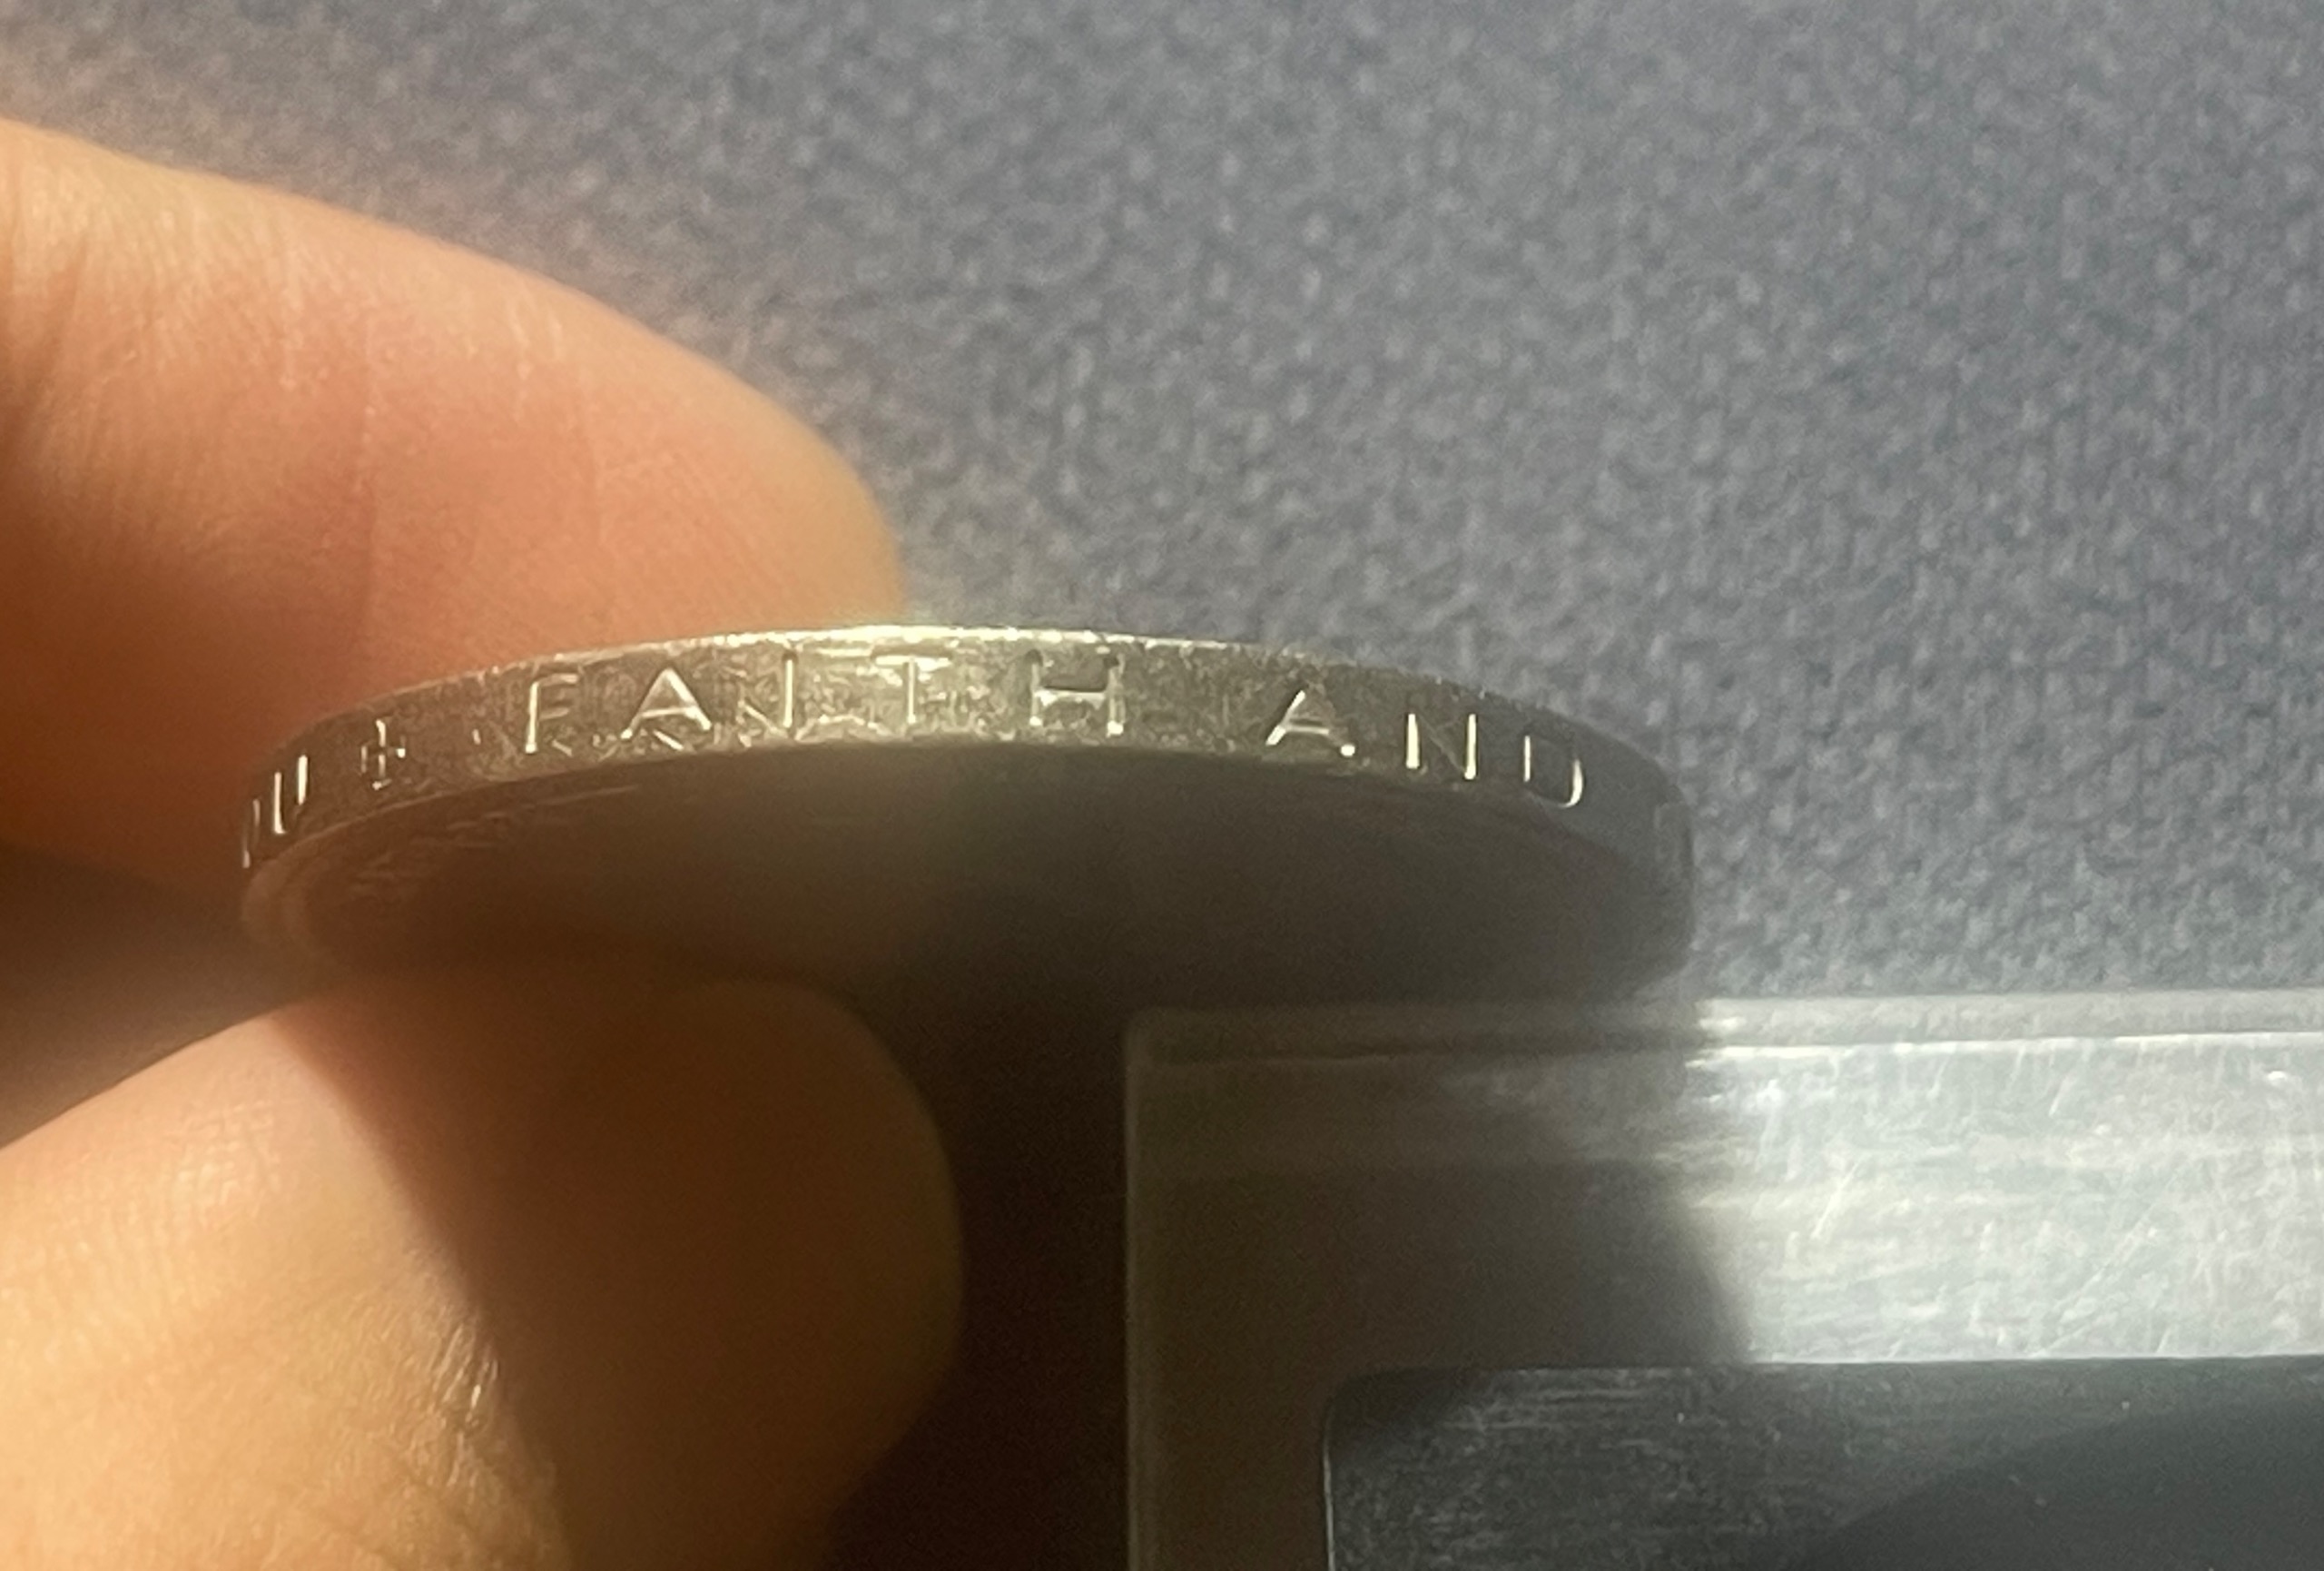 + FAITH AND